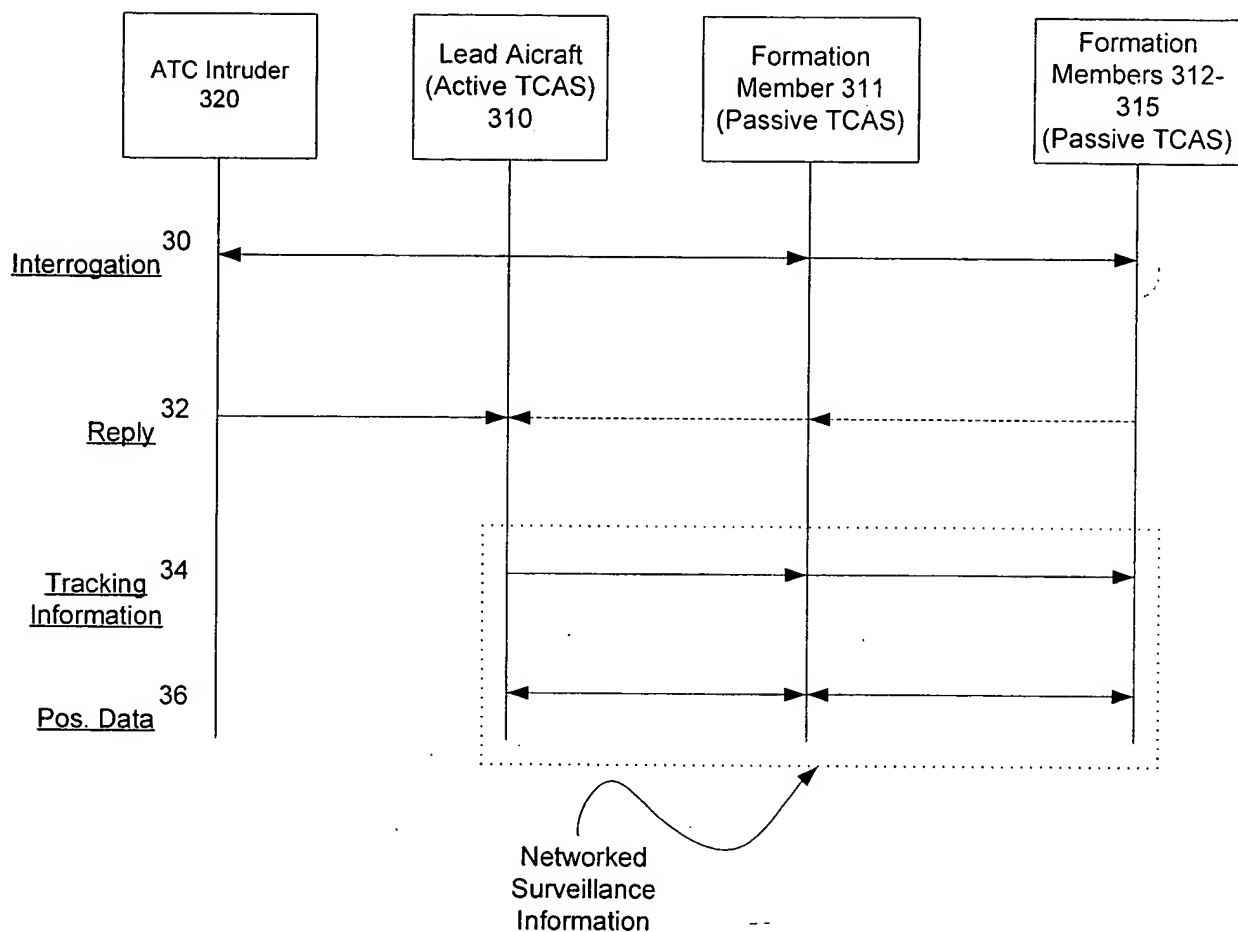 ATC Intruder
320
Lead Aicraft
(Active TCAS)
310
Formation
Member 311
(Passive TCAS)
Formation
Members 312-
315
(Passive TCAS)
Interrogation 30
Reply 32
Tracking 34
Information
Pos. Data 36
Networked
Surveillance
Information